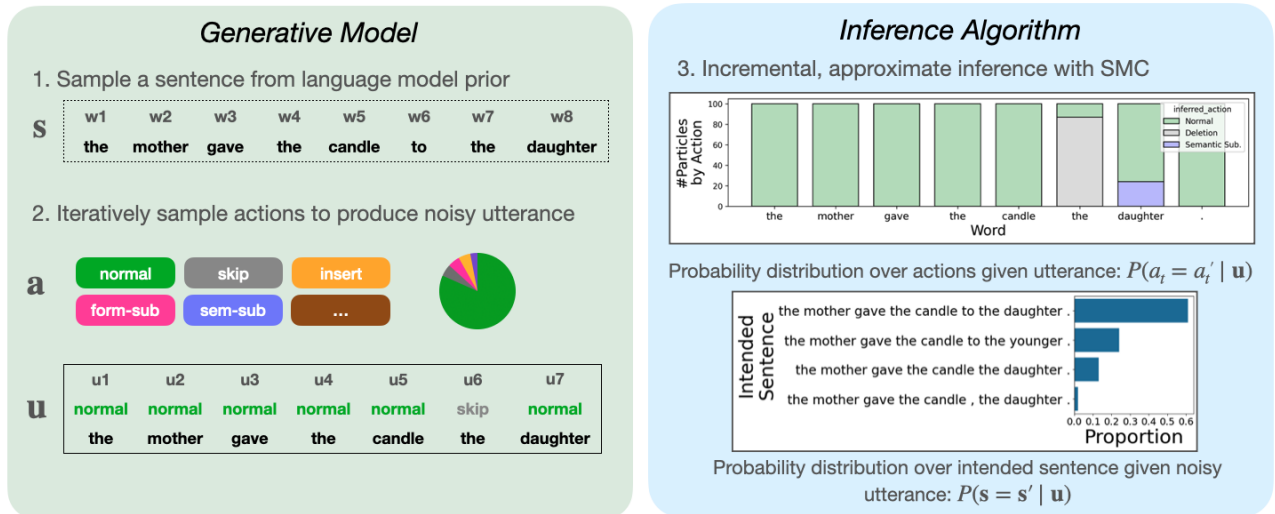 Generative Model
1. Sample a sentence from language model prior
s
w1 w2 w3 w4 w5 w6 w7 w8
the mother gave the candle to the daughter
2. Iteratively sample actions to produce noisy utterance
a
normal skip insert
form-sub sem-sub ...
u
u1 u2 u3 u4 u5 u6 u7
normal normal normal normal normal skip normal
the mother gave the candle the daughter
Inference Algorithm
3. Incremental, approximate inference with SMC
#Particles
by Action
100
80
60
40
20
0
inferred_action
Normal
Deletion
Semantic Sub.
the mother gave the candle the daughter .
Word
Probability distribution over actions given utterance: P(aₜ = aₜ′ | u)
Intended
Sentence
the mother gave the candle to the daughter .
the mother gave the candle to the younger .
the mother gave the candle the daughter .
the mother gave the candle , the daughter .
0.0 0.1 0.2 0.3 0.4 0.5 0.6
Proportion
Probability distribution over intended sentence given noisy
utterance: P(s = s′ | u)